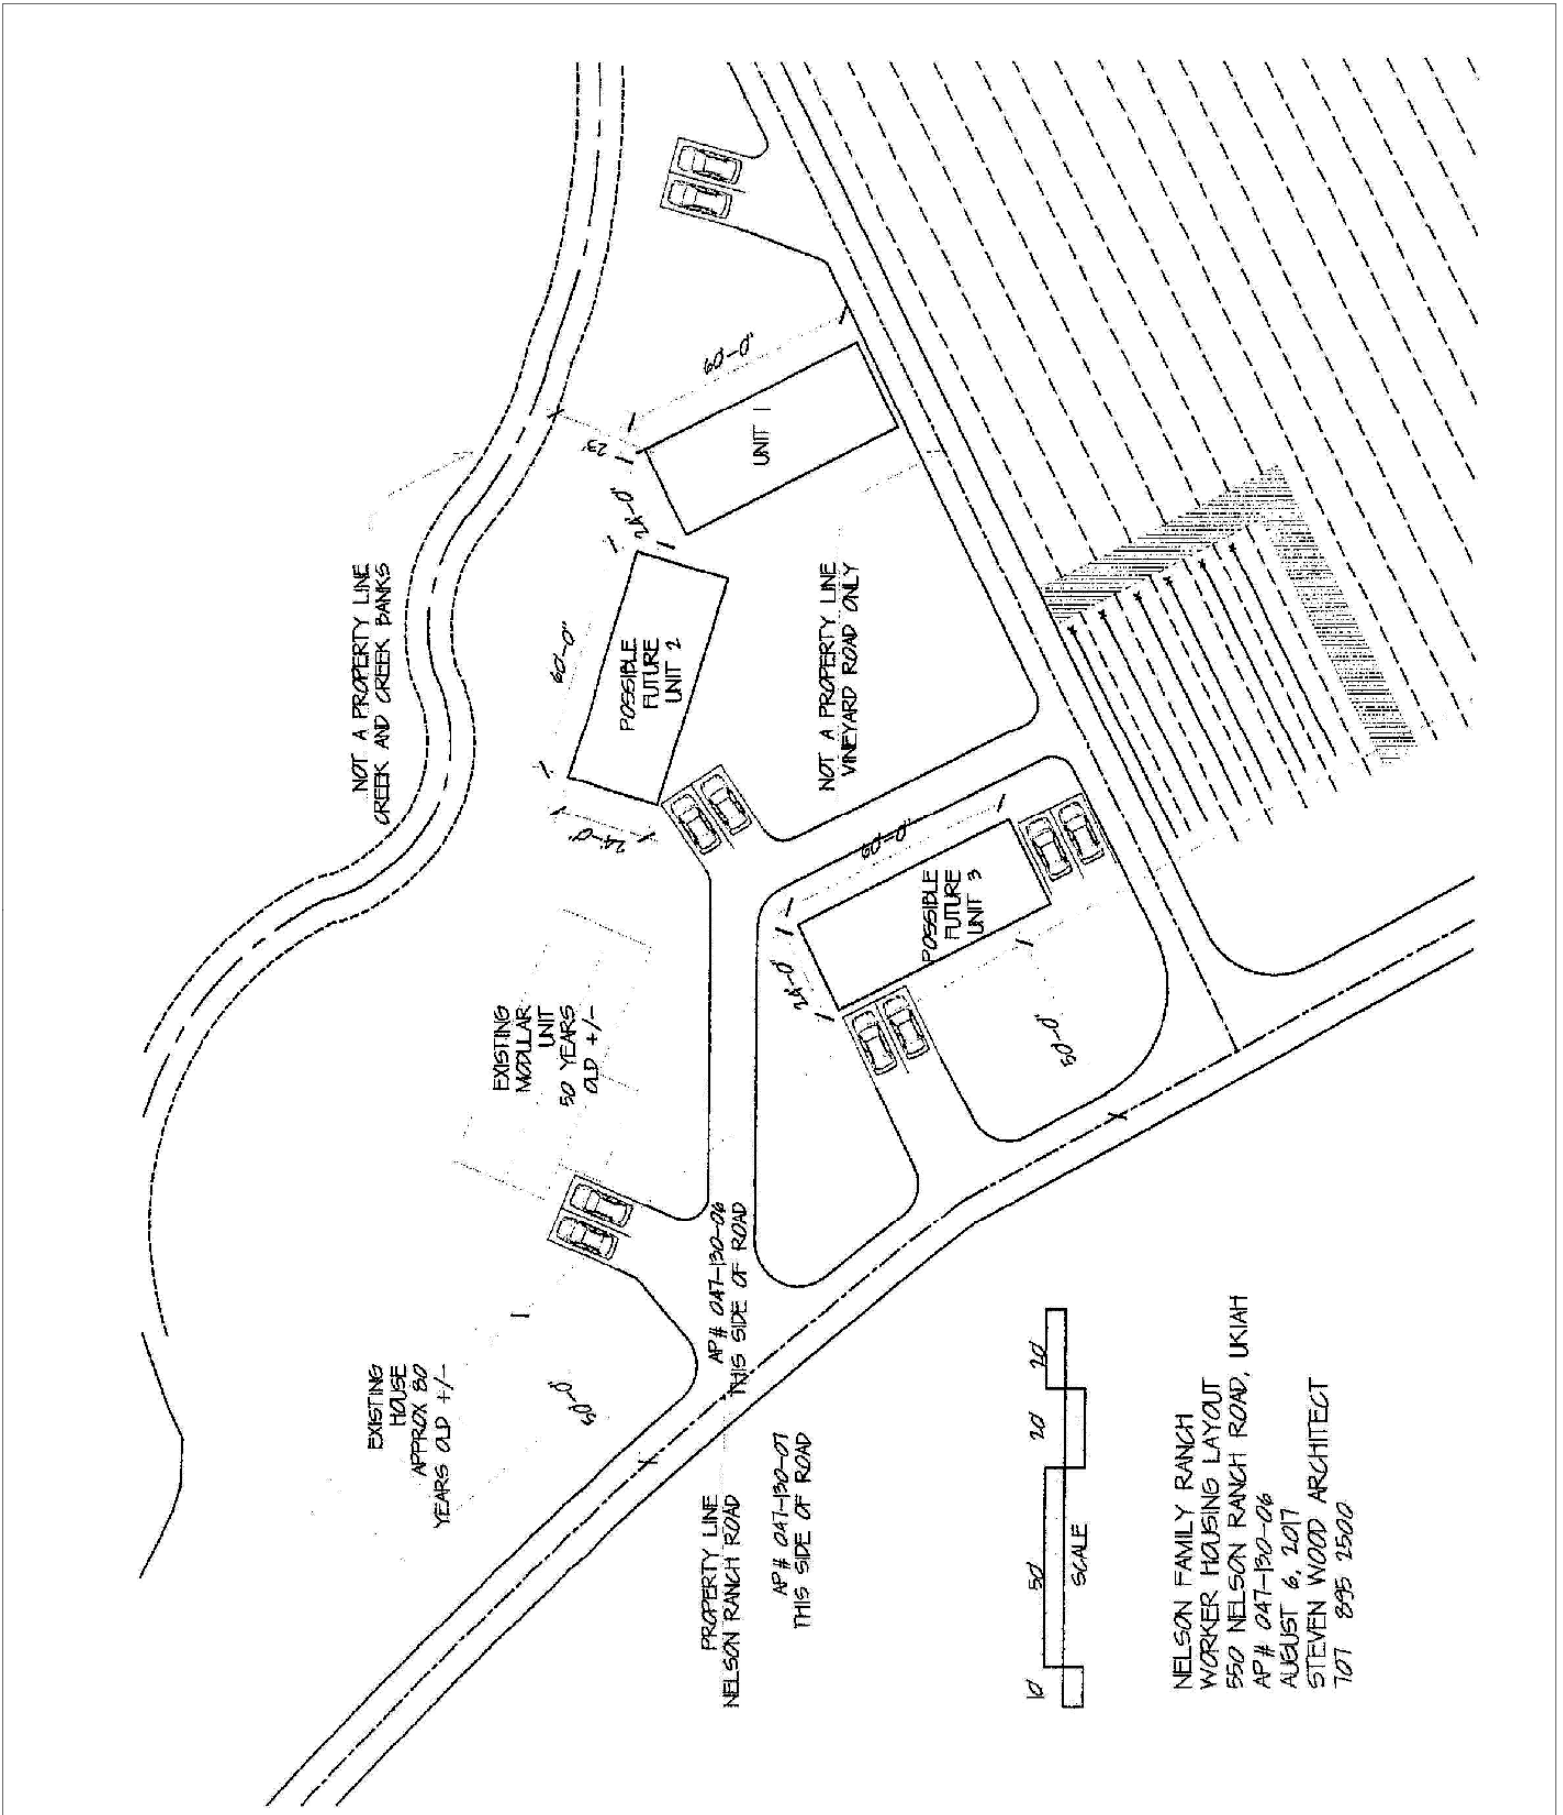 NOT A PROPERTY LINE
CREEK AND CREEK BANKS
60'-0"
23'
24'-0"
UNIT 1
60'-0"
POSSIBLE
FUTURE
UNIT 2
24'-0"
NOT A PROPERTY LINE
VINEYARD ROAD ONLY
60'-0"
POSSIBLE
FUTURE
UNIT 3
24'-0"
50'-0"
EXISTING
MODULAR
UNIT
50 YEARS
OLD +/-
EXISTING
HOUSE
APPROX 80
YEARS OLD +/-
50'-0"
AP# 047-130-06
THIS SIDE OF ROAD
PROPERTY LINE
NELSON RANCH ROAD
AP# 047-130-07
THIS SIDE OF ROAD
10' 50' 20' 20'
SCALE
NELSON FAMILY RANCH
WORKER HOUSING LAYOUT
550 NELSON RANCH ROAD, UKIAH
AP# 047-130-06
AUGUST 6, 2017
STEVEN WOOD ARCHITECT
707 895 2500